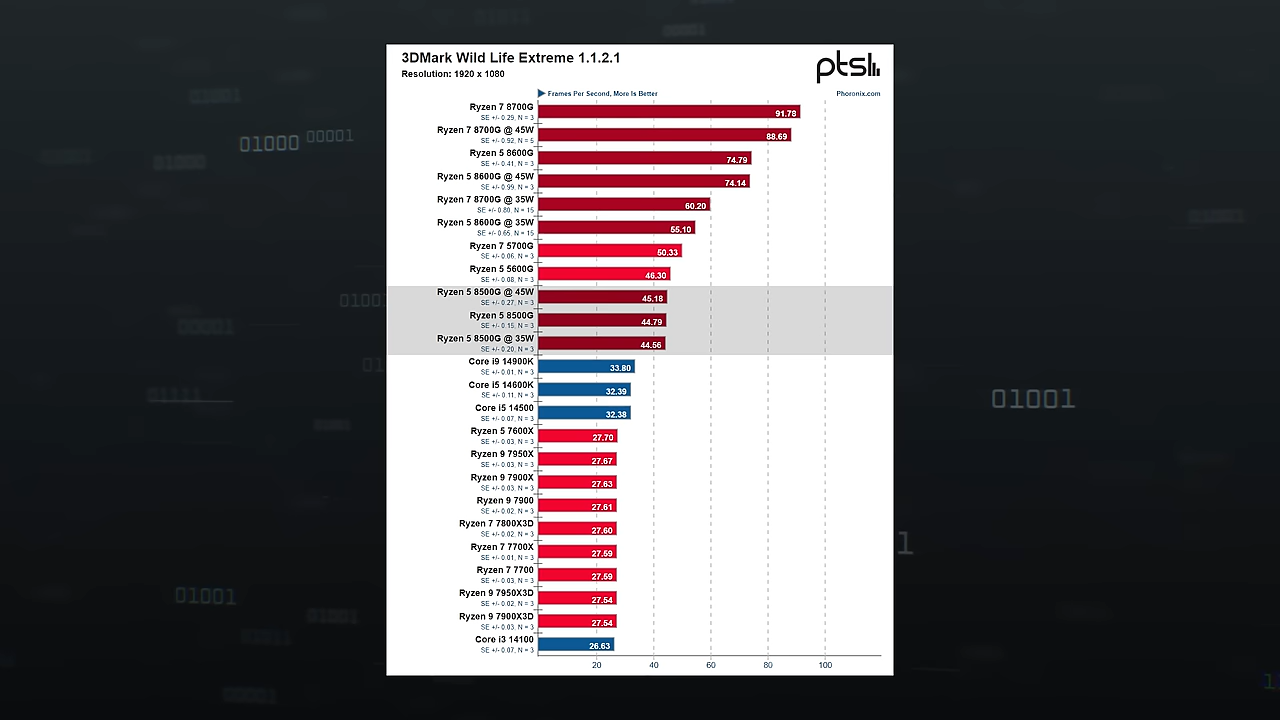 3DMark Wild Life Extreme 1.1.2.1
Resolution: 1920 x 1080
ptsl
Frames Per Second, More Is Better
Phoronix.com
Ryzen 7 8700G
SE +/- 0.29, N = 3
91.78
Ryzen 7 8700G @ 45W
SE +/- 0.92, N = 5
88.69
Ryzen 5 8600G
SE +/- 0.41, N = 3
74.79
Ryzen 5 8600G @ 45W
SE +/- 0.99, N = 3
74.14
Ryzen 7 8700G @ 35W
SE +/- 0.80, N = 15
60.20
Ryzen 5 8600G @ 35W
SE +/- 0.65, N = 15
55.10
Ryzen 7 5700G
SE +/- 0.06, N = 3
50.33
Ryzen 5 5600G
SE +/- 0.08, N = 3
46.30
Ryzen 5 8500G @ 45W
SE +/- 0.27, N = 3
45.18
Ryzen 5 8500G
SE +/- 0.15, N = 3
44.79
Ryzen 5 8500G @ 35W
SE +/- 0.20, N = 3
44.56
Core i9 14900K
SE +/- 0.01, N = 3
33.80
Core i5 14600K
SE +/- 0.11, N = 3
32.39
Core i5 14500
SE +/- 0.07, N = 3
32.38
Ryzen 5 7600X
SE +/- 0.03, N = 3
27.70
Ryzen 9 7950X
SE +/- 0.03, N = 3
27.67
Ryzen 9 7900X
SE +/- 0.03, N = 3
27.63
Ryzen 9 7900
SE +/- 0.02, N = 3
27.61
Ryzen 7 7800X3D
SE +/- 0.02, N = 3
27.60
Ryzen 7 7700X
SE +/- 0.01, N = 3
27.59
Ryzen 7 7700
SE +/- 0.03, N = 3
27.59
Ryzen 9 7950X3D
SE +/- 0.02, N = 3
27.54
Ryzen 9 7900X3D
SE +/- 0.03, N = 3
27.54
Core i3 14100
SE +/- 0.07, N = 3
26.63
20 40 60 80 100
01000 00001
01001
01001